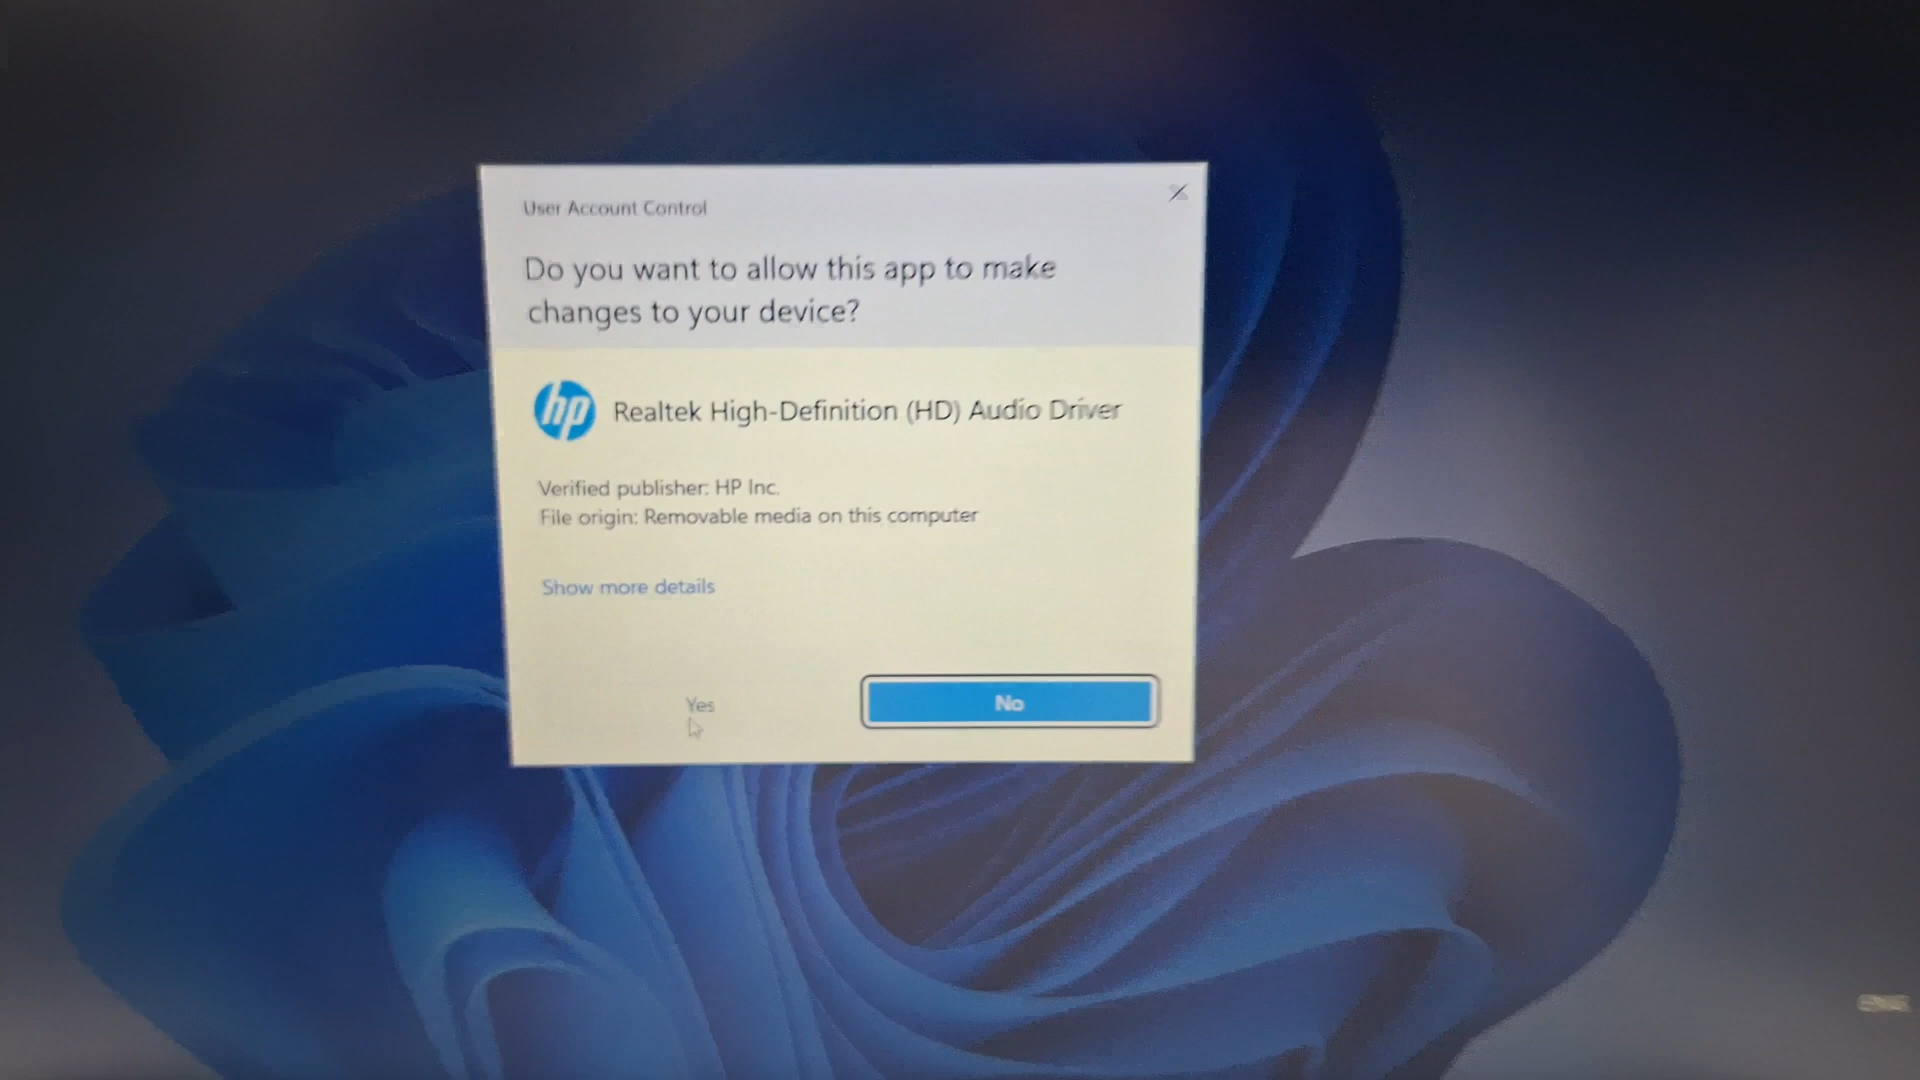 User Account Control
Do you want to allow this app to make
changes to your device?
hp
Realtek High-Definition (HD) Audio Driver
Verified publisher: HP Inc.
File origin: Removable media on this computer
Show more details
Yes
No